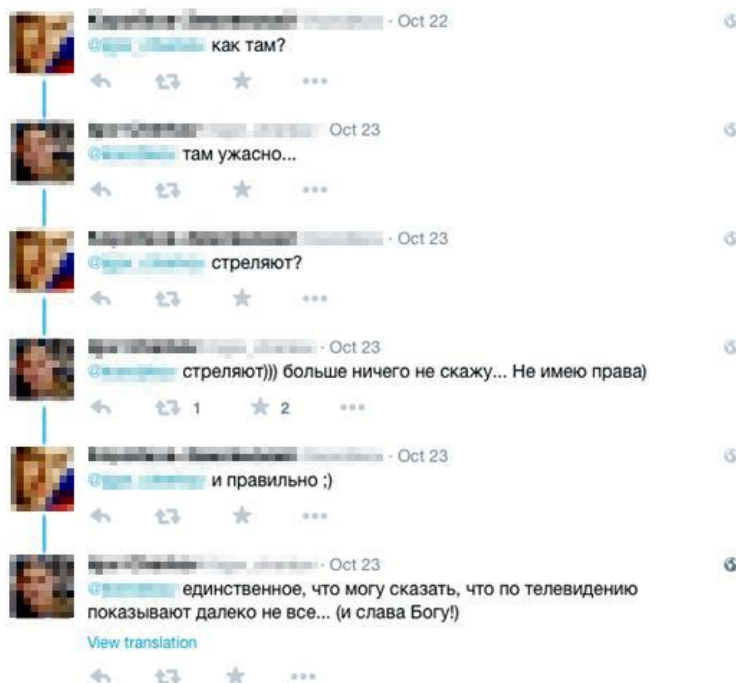 · Oct 22
как там?
Oct 23
там ужасно...
· Oct 23
стреляют?
· Oct 23
стреляют))) больше ничего не скажу... Не имею права)
1 2
· Oct 23
и правильно ;)
· Oct 23
единственное, что могу сказать, что по телевидению
показывают далеко не все... (и слава Богу!)
View translation